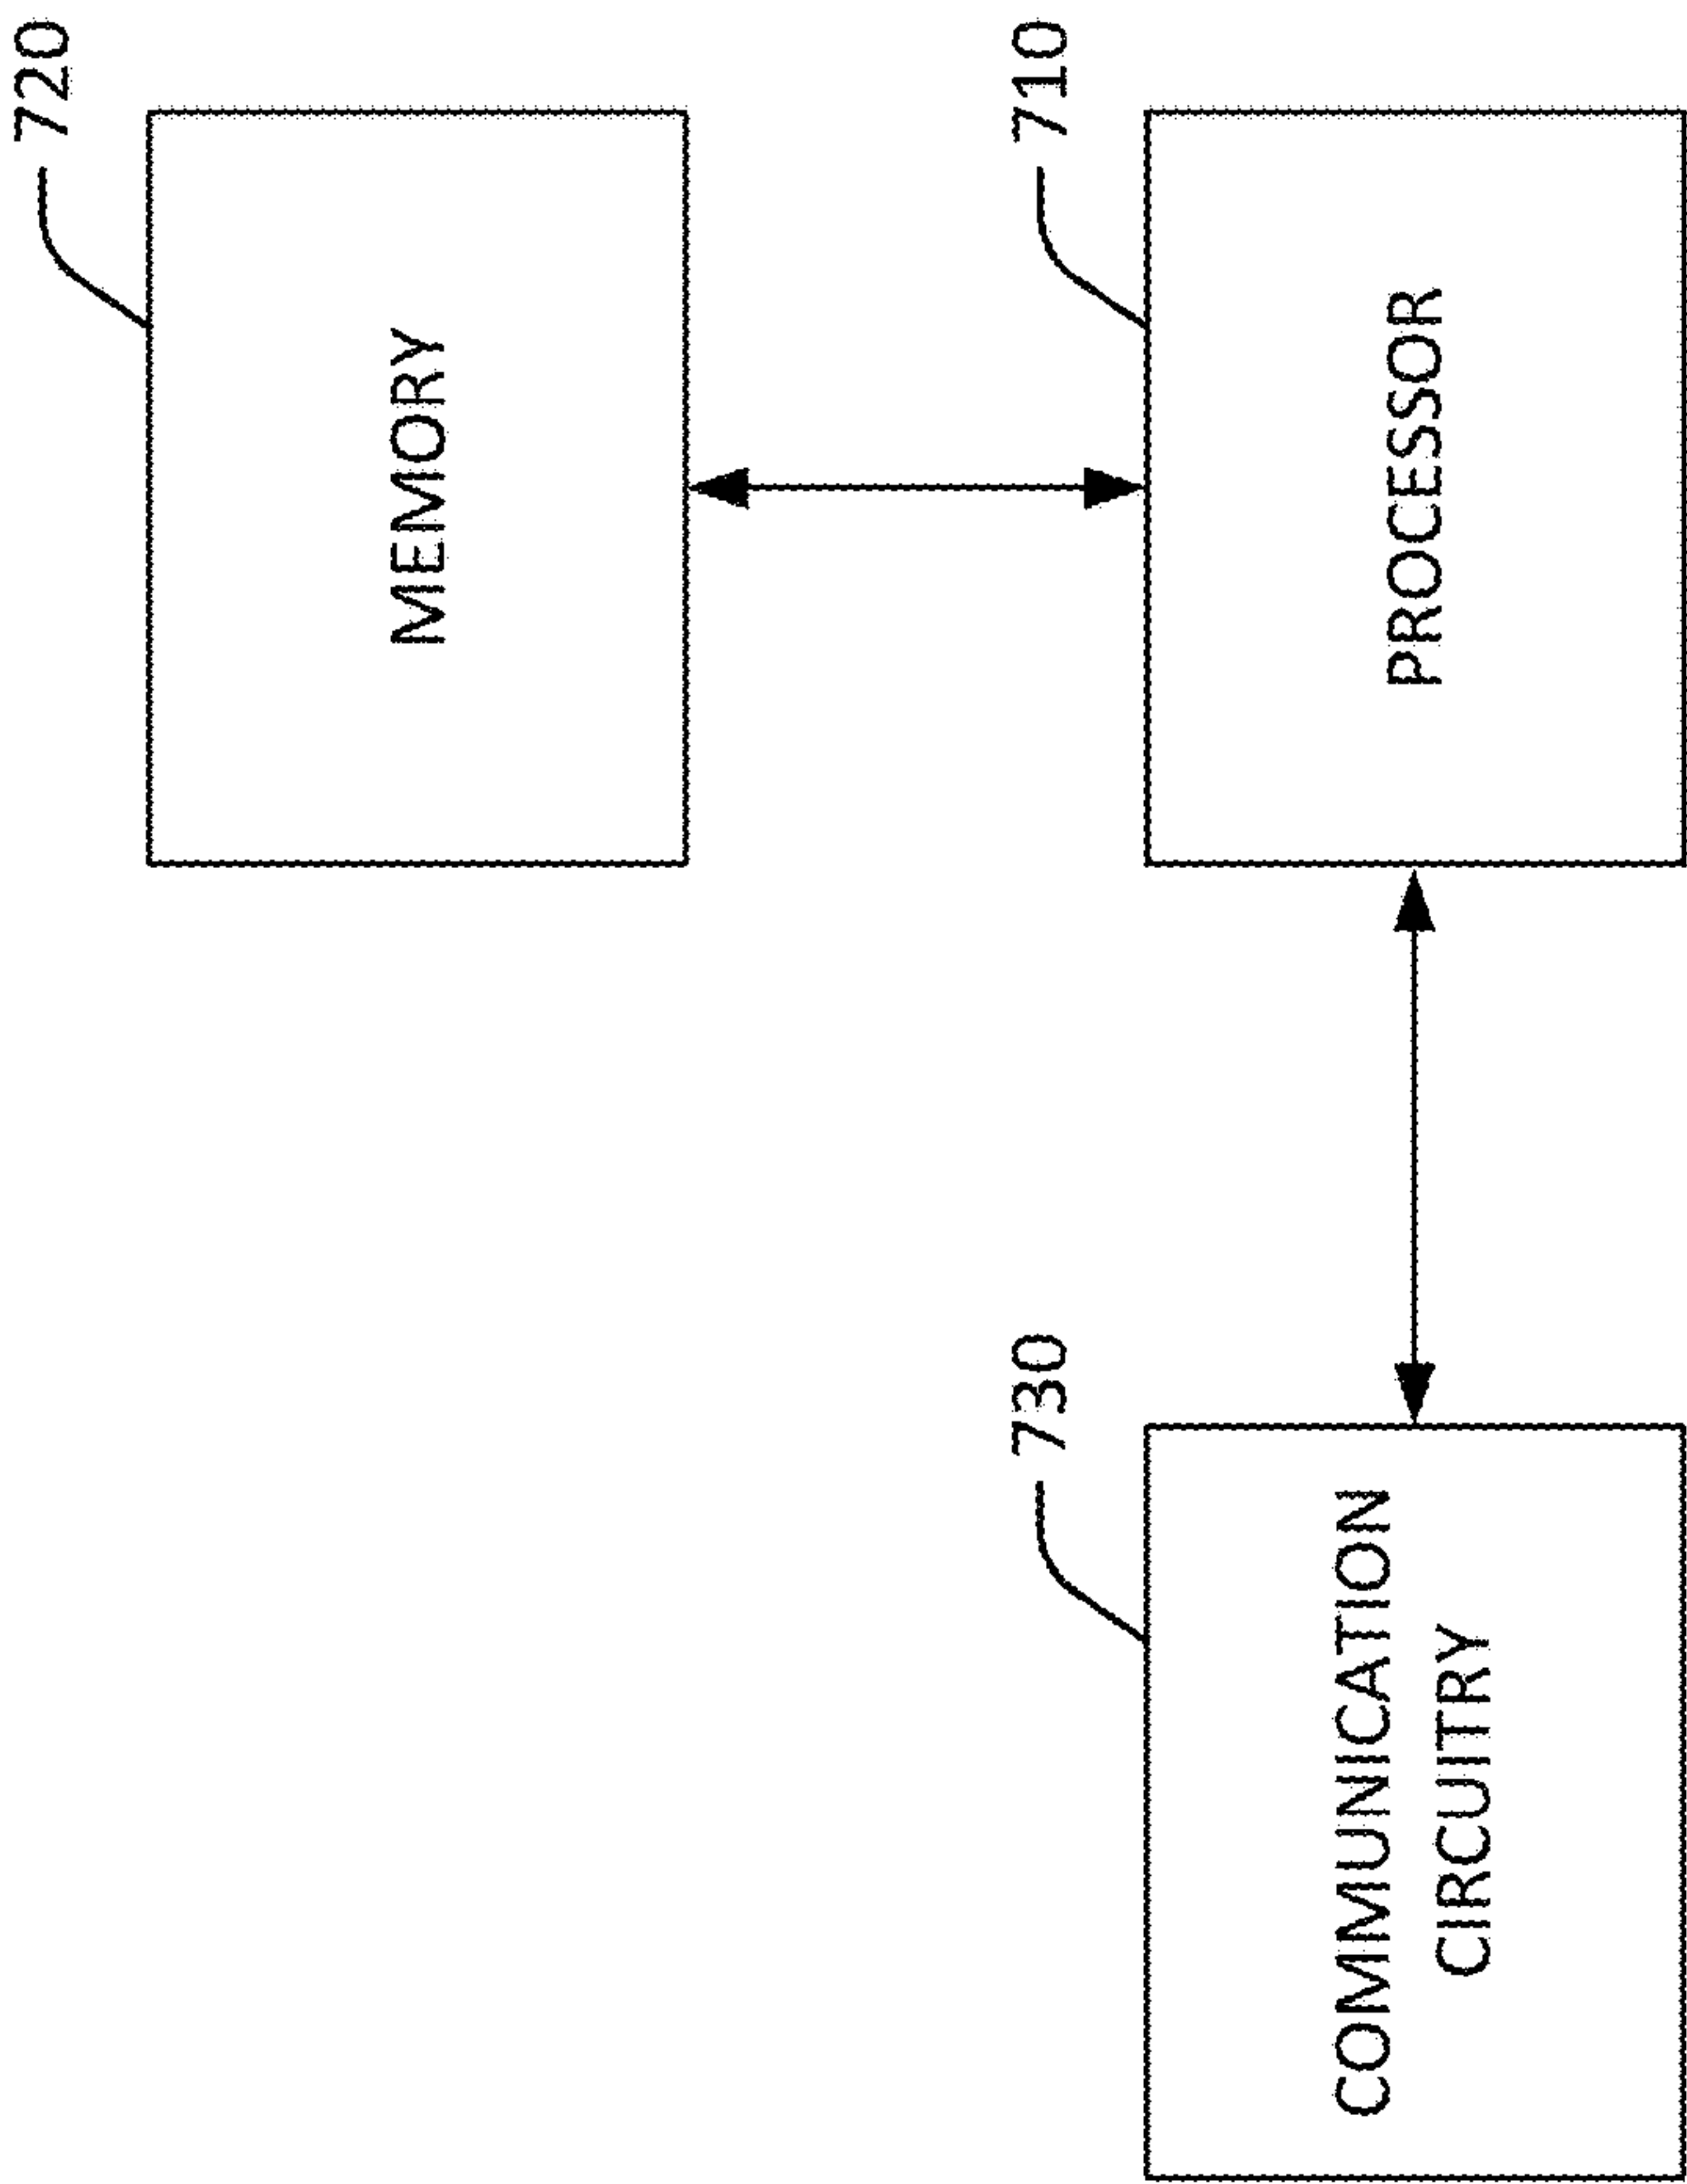 720
MEMORY
730
710
COMMUNICATION
CIRCUITRY
PROCESSOR